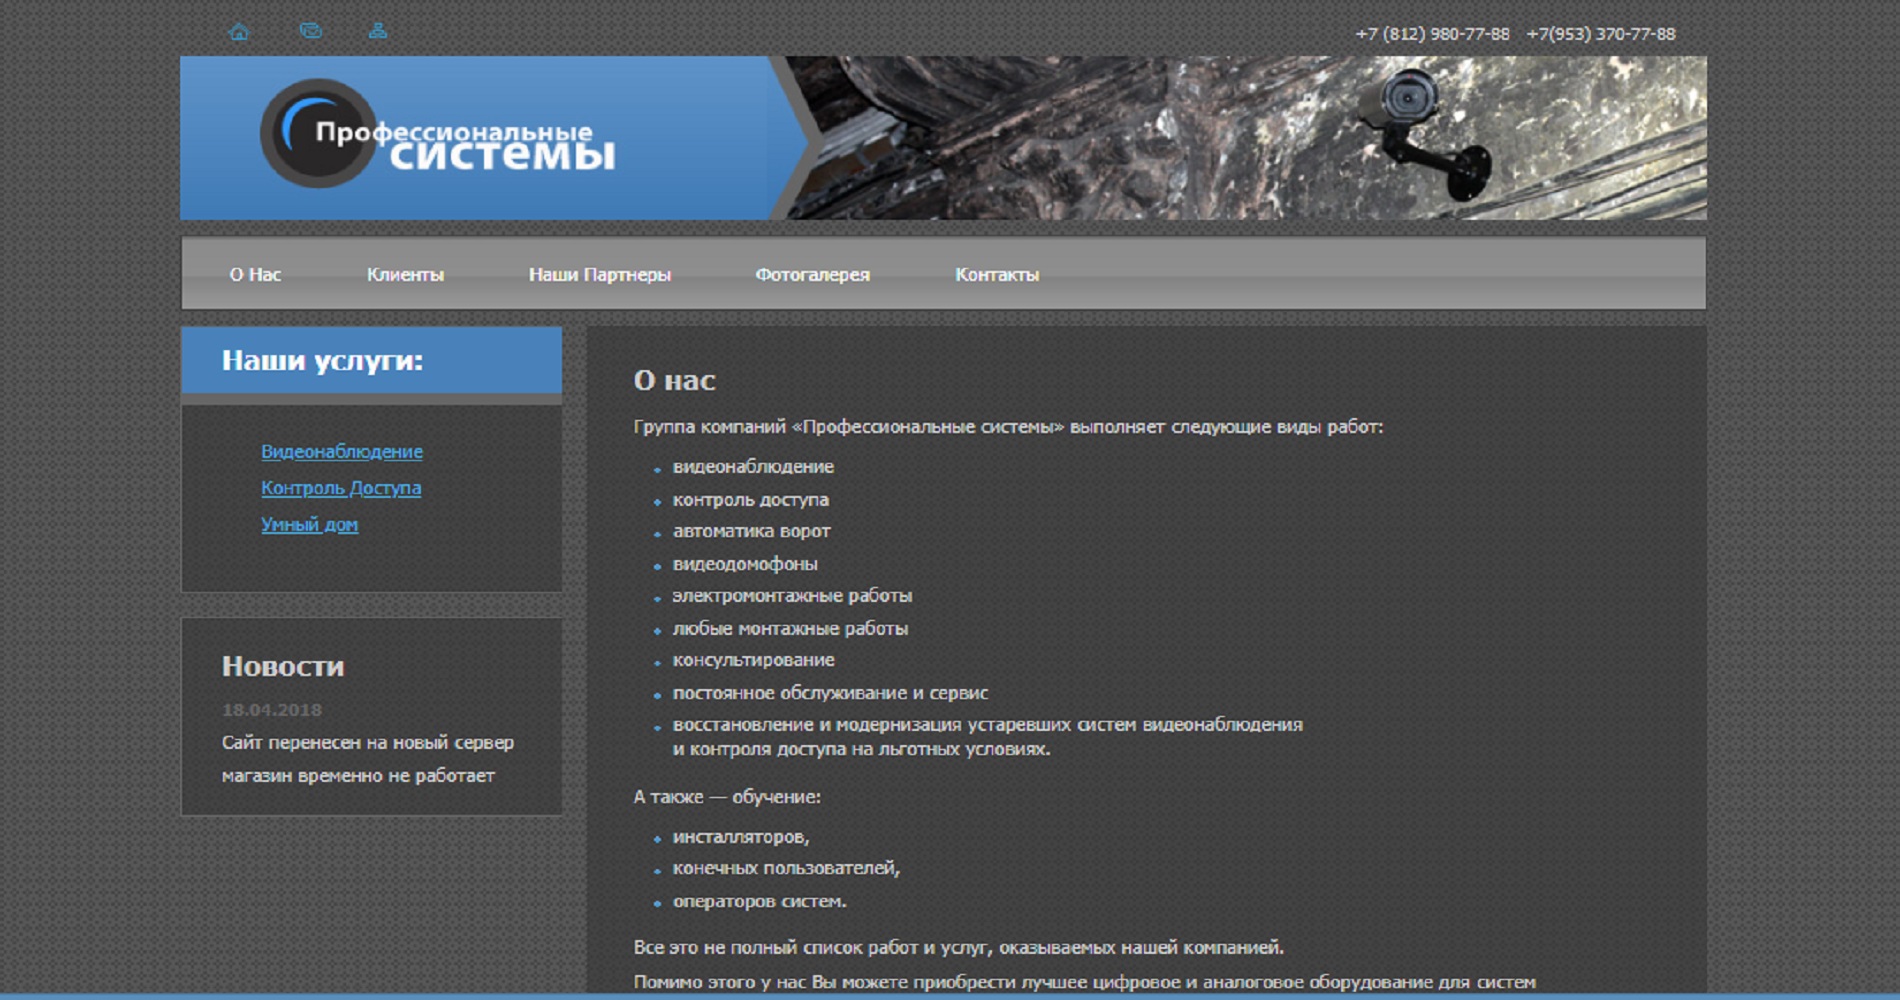 +7 (812) 980-77-88 +7(953) 370-77-88
Профессиональные
системы
О Нас Клиенты Наши Партнеры Фотогалерея Контакты
Наши услуги:
Видеонаблюдение
Контроль Доступа
Умный дом
Новости
18.04.2018
Сайт перенесен на новый сервер
магазин временно не работает
О нас
Группа компаний «Профессиональные системы» выполняет следующие виды работ:
видеонаблюдение
контроль доступа
автоматика ворот
видеодомофоны
электромонтажные работы
любые монтажные работы
консультирование
постоянное обслуживание и сервис
восстановление и модернизация устаревших систем видеонаблюдения
и контроля доступа на льготных условиях.
А также — обучение:
инсталляторов,
конечных пользователей,
операторов систем.
Все это не полный список работ и услуг, оказываемых нашей компанией.
Помимо этого у нас Вы можете приобрести лучшее цифровое и аналоговое оборудование для систем